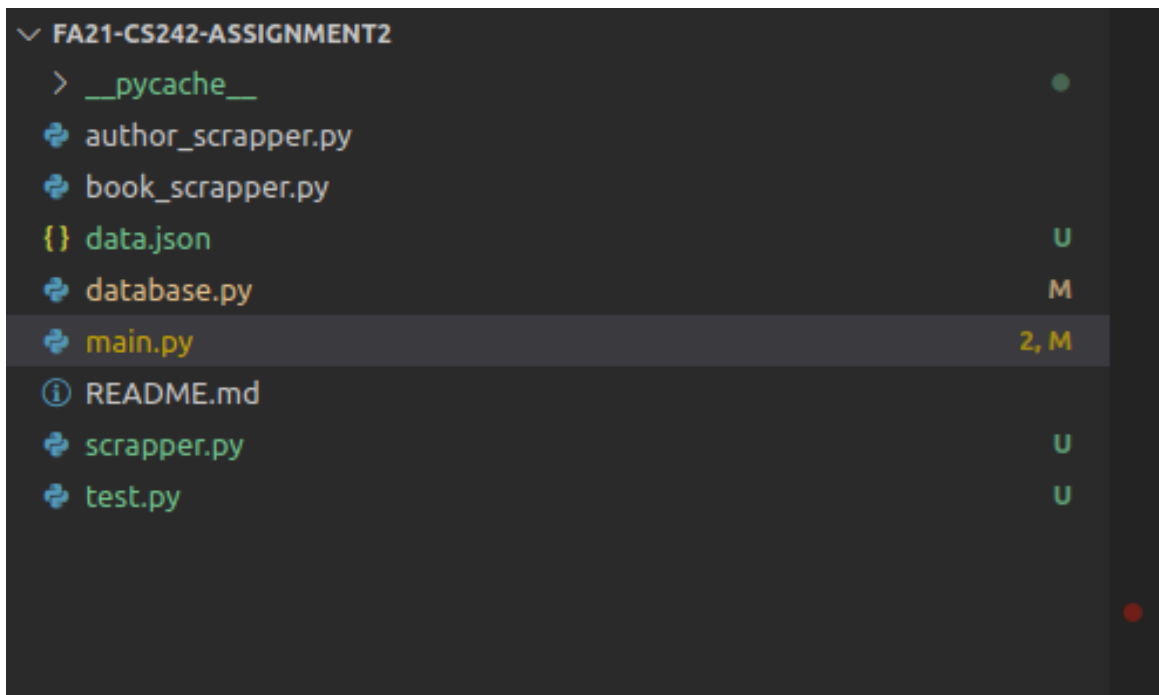 FA21-CS242-ASSIGNMENT2
__pycache__
author_scrapper.py
book_scrapper.py
{} data.json U
database.py M
main.py 2, M
README.md
scrapper.py U
test.py U